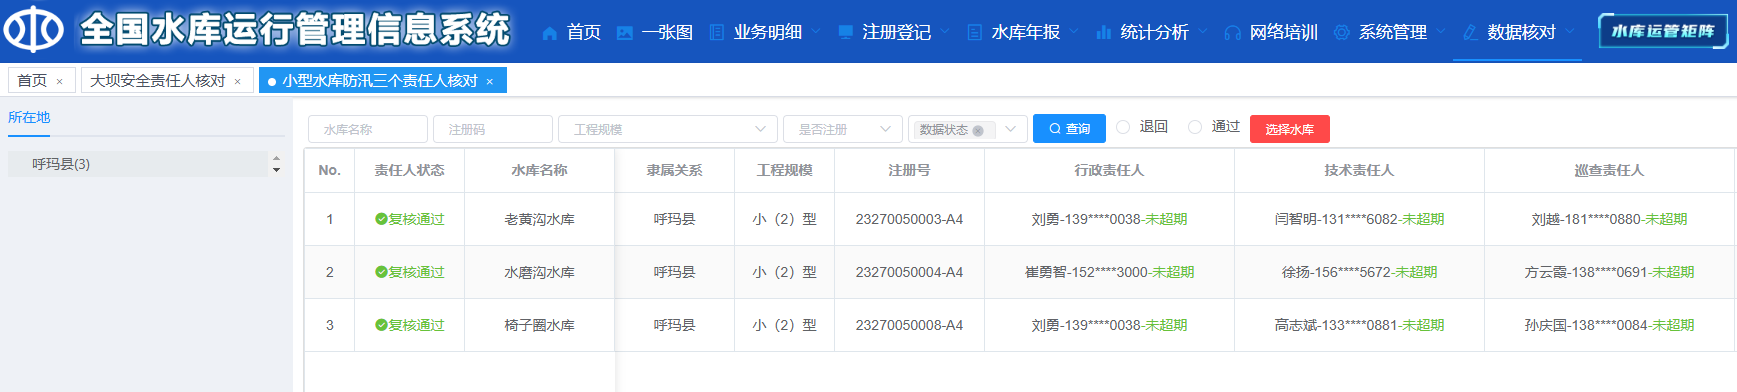 全国水库运行管理信息系统 首页 一张图 业务明细 注册登记 水库年报 统计分析 网络培训 系统管理 数据核对 水库运管矩阵
首页 × 大坝安全责任人核对 × 小型水库防汛三个责任人核对 ×
所在地
呼玛县(3)
水库名称 注册码 工程规模 是否注册 数据状态 查询 退回 通过 选择水库
No. 责任人状态 水库名称 隶属关系 工程规模 注册号 行政责任人 技术责任人 巡查责任人
1 复核通过 老黄沟水库 呼玛县 小（2）型 23270050003-A4 刘勇-139****0038-未超期 闫智明-131****6082-未超期 刘越-181****0880-未超期
2 复核通过 水磨沟水库 呼玛县 小（2）型 23270050004-A4 崔勇智-152****3000-未超期 徐扬-156****5672-未超期 方云霞-138****0691-未超期
3 复核通过 椅子圈水库 呼玛县 小（2）型 23270050008-A4 刘勇-139****0038-未超期 高志斌-133****0881-未超期 孙庆国-138****0084-未超期